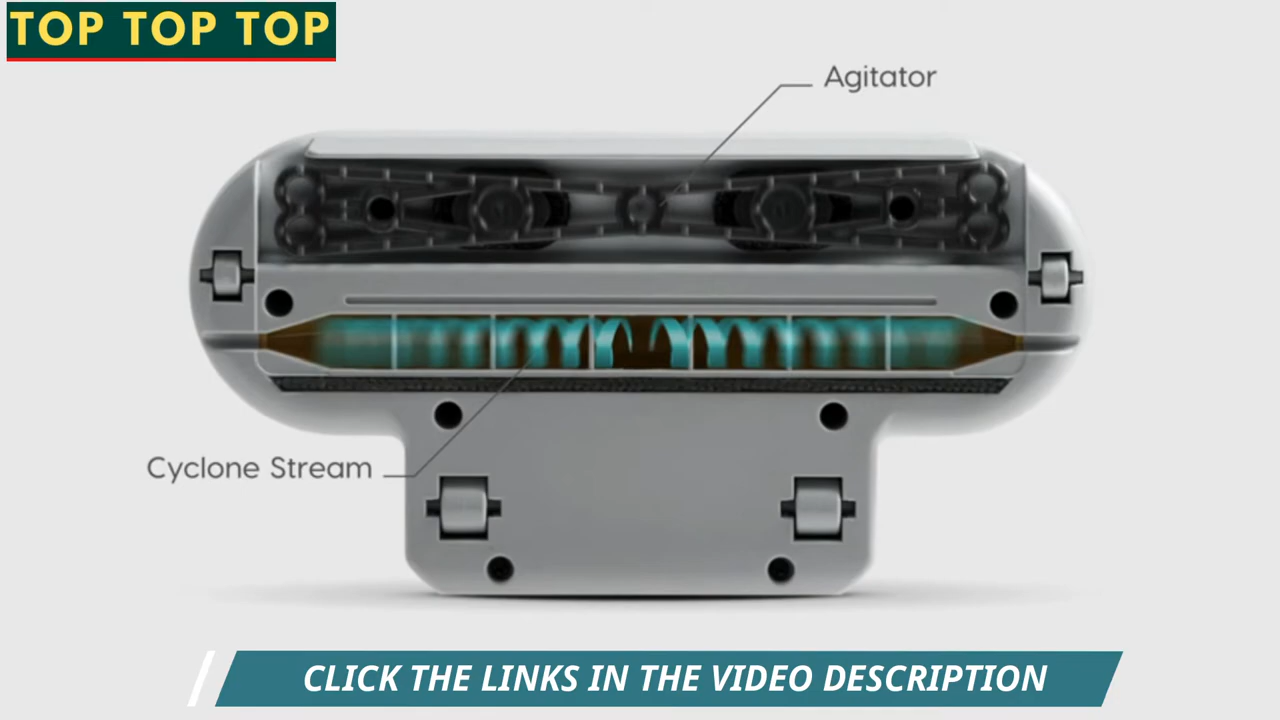 TOP TOP TOP
Agitator
Cyclone Stream
CLICK THE LINKS IN THE VIDEO DESCRIPTION